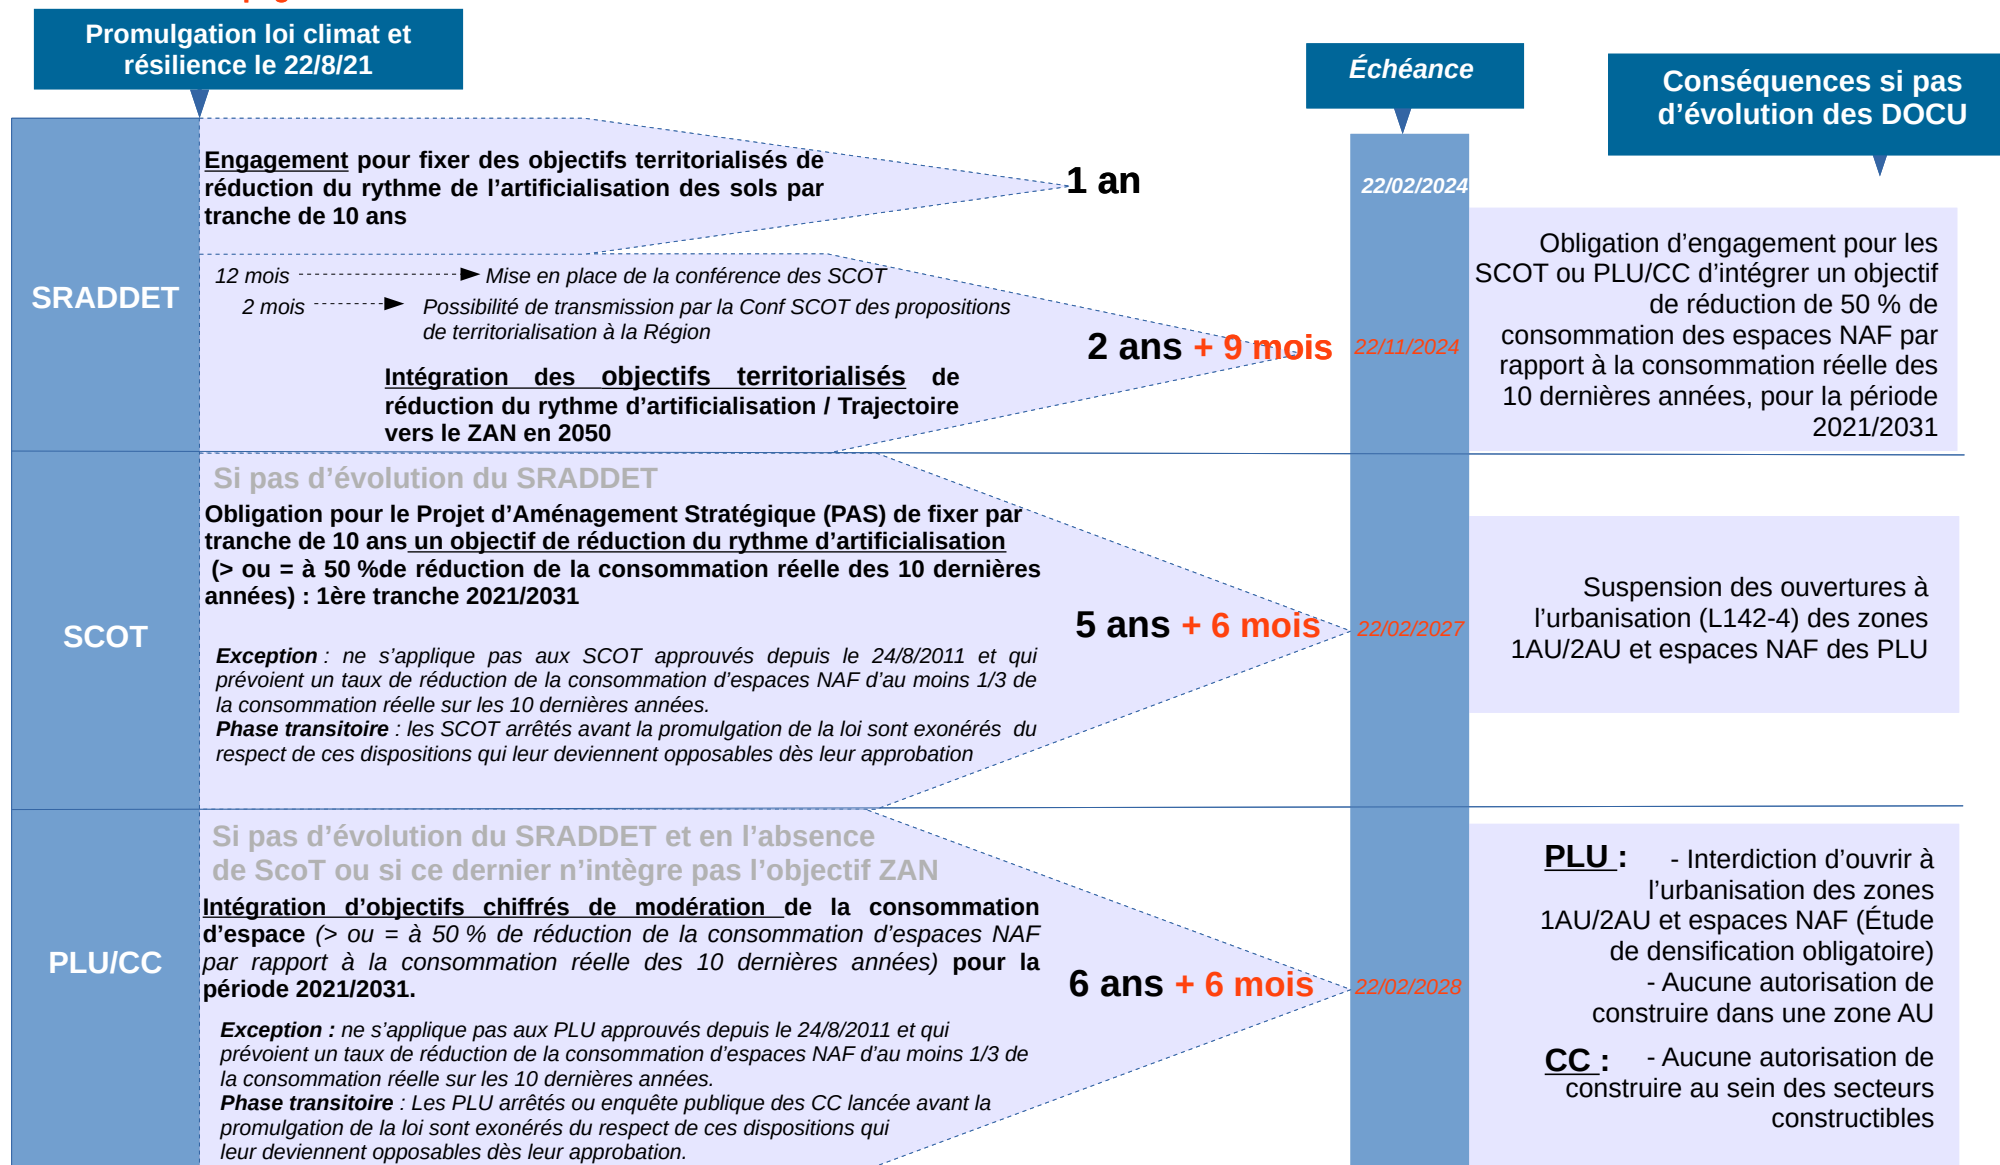 Promulgation loi climat et
résilience le 22/8/21
Échéance
Conséquences si pas
d’évolution des DOCU
SRADDET
Engagement pour fixer des objectifs territorialisés de
réduction du rythme de l’artificialisation des sols par
tranche de 10 ans
1 an
22/02/2024
12 mois
Mise en place de la conférence des SCOT
2 mois
Possibilité de transmission par la Conf SCOT des propositions
de territorialisation à la Région
2 ans + 9 mois
22/11/2024
Intégration des objectifs territorialisés de
réduction du rythme d’artificialisation / Trajectoire
vers le ZAN en 2050
Obligation d’engagement pour les
SCOT ou PLU/CC d’intégrer un objectif
de réduction de 50 % de
consommation des espaces NAF par
rapport à la consommation réelle des
10 dernières années, pour la période
2021/2031
SCOT
Si pas d’évolution du SRADDET
Obligation pour le Projet d’Aménagement Stratégique (PAS) de fixer par
tranche de 10 ans un objectif de réduction du rythme d’artificialisation
(> ou = à 50 %de réduction de la consommation réelle des 10 dernières
années) : 1ère tranche 2021/2031
Exception : ne s’applique pas aux SCOT approuvés depuis le 24/8/2011 et qui
prévoient un taux de réduction de la consommation d’espaces NAF d’au moins 1/3 de
la consommation réelle sur les 10 dernières années.
Phase transitoire : les SCOT arrêtés avant la promulgation de la loi sont exonérés du
respect de ces dispositions qui leur deviennent opposables dès leur approbation
5 ans + 6 mois
22/02/2027
Suspension des ouvertures à
l’urbanisation (L142-4) des zones
1AU/2AU et espaces NAF des PLU
PLU/CC
Si pas d’évolution du SRADDET et en l’absence
de ScoT ou si ce dernier n’intègre pas l’objectif ZAN
Intégration d’objectifs chiffrés de modération de la consommation
d’espace (> ou = à 50 % de réduction de la consommation d’espaces NAF
par rapport à la consommation réelle des 10 dernières années) pour la
période 2021/2031.
Exception : ne s’applique pas aux PLU approuvés depuis le 24/8/2011 et qui
prévoient un taux de réduction de la consommation d’espaces NAF d’au moins 1/3 de
la consommation réelle sur les 10 dernières années.
Phase transitoire : Les PLU arrêtés ou enquête publique des CC lancée avant la
promulgation de la loi sont exonérés du respect de ces dispositions qui
leur deviennent opposables dès leur approbation.
6 ans + 6 mois
22/02/2028
PLU : - Interdiction d’ouvrir à
l’urbanisation des zones
1AU/2AU et espaces NAF (Étude
de densification obligatoire)
- Aucune autorisation de
construire dans une zone AU
CC : - Aucune autorisation de
construire au sein des secteurs
constructibles